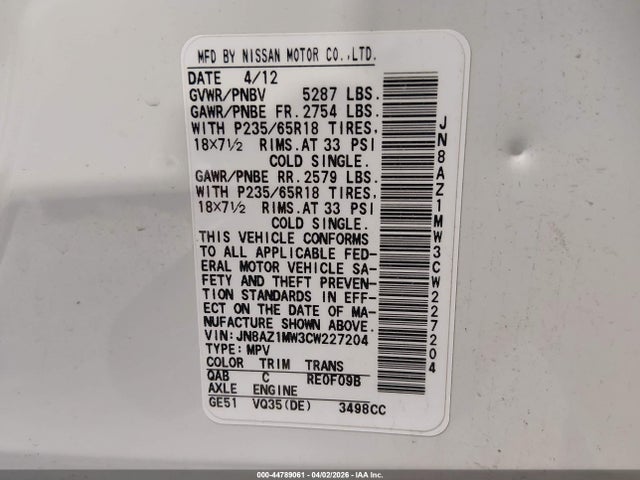 MFD BY NISSAN MOTOR CO.,LTD.
DATE 4/12
GVWR/PNBV 5287 LBS.
GAWR/PNBE FR. 2754 LBS.
WITH P235/65R18 TIRES,
18×7½ RIMS.AT 33 PSI
COLD SINGLE.
GAWR/PNBE RR. 2579 LBS.
WITH P235/65R18 TIRES,
18×7½ RIMS.AT 33 PSI
COLD SINGLE.
THIS VEHICLE CONFORMS
TO ALL APPLICABLE FED-
ERAL MOTOR VEHICLE SA-
FETY AND THEFT PREVEN-
TION STANDARDS IN EFF-
ECT ON THE DATE OF MA-
NUFACTURE SHOWN ABOVE.
VIN:JN8AZ1MW3CW227204
TYPE:MPV
COLOR TRIM TRANS
QAB C RE0F09B
AXLE ENGINE
GE51 VQ35(DE) 3498CC
JN8AZ1MW3CW227204
000-44789061 - 04/02/2026 - IAA Inc.